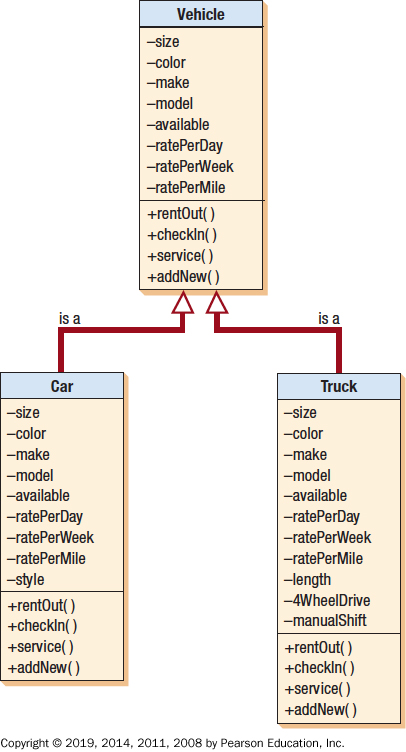 Vehicle
–size
–color
–make
–model
–available
–ratePerDay
–ratePerWeek
–ratePerMile
+rentOut( )
+checkIn( )
+service( )
+addNew( )
is a
is a
Car
–size
–color
–make
–model
–available
–ratePerDay
–ratePerWeek
–ratePerMile
–style
+rentOut( )
+checkIn( )
+service( )
+addNew( )
Truck
–size
–color
–make
–model
–available
–ratePerDay
–ratePerWeek
–ratePerMile
–length
–4WheelDrive
–manualShift
+rentOut( )
+checkIn( )
+service( )
+addNew( )
Copyright © 2019, 2014, 2011, 2008 by Pearson Education, Inc.